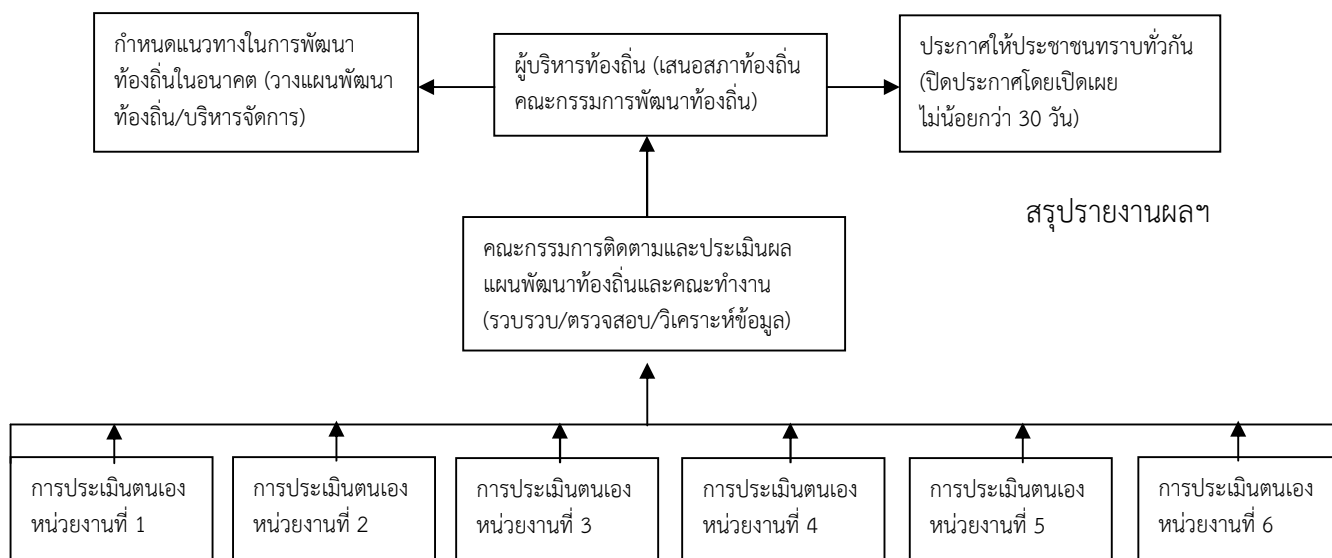 กำหนดแนวทางในการพัฒนา
ท้องถิ่นในอนาคต (วางแผนพัฒนา
ท้องถิ่น/บริหารจัดการ)
ผู้บริหารท้องถิ่น (เสนอสภาท้องถิ่น
คณะกรรมการพัฒนาท้องถิ่น)
ประกาศให้ประชาชนทราบทั่วกัน
(ปิดประกาศโดยเปิดเผย
ไม่น้อยกว่า 30 วัน)
สรุปรายงานผลฯ
คณะกรรมการติดตามและประเมินผล
แผนพัฒนาท้องถิ่นและคณะทำงาน
(รวบรวบ/ตรวจสอบ/วิเคราะห์ข้อมูล)
การประเมินตนเอง
หน่วยงานที่ 1
การประเมินตนเอง
หน่วยงานที่ 2
การประเมินตนเอง
หน่วยงานที่ 3
การประเมินตนเอง
หน่วยงานที่ 4
การประเมินตนเอง
หน่วยงานที่ 5
การประเมินตนเอง
หน่วยงานที่ 6